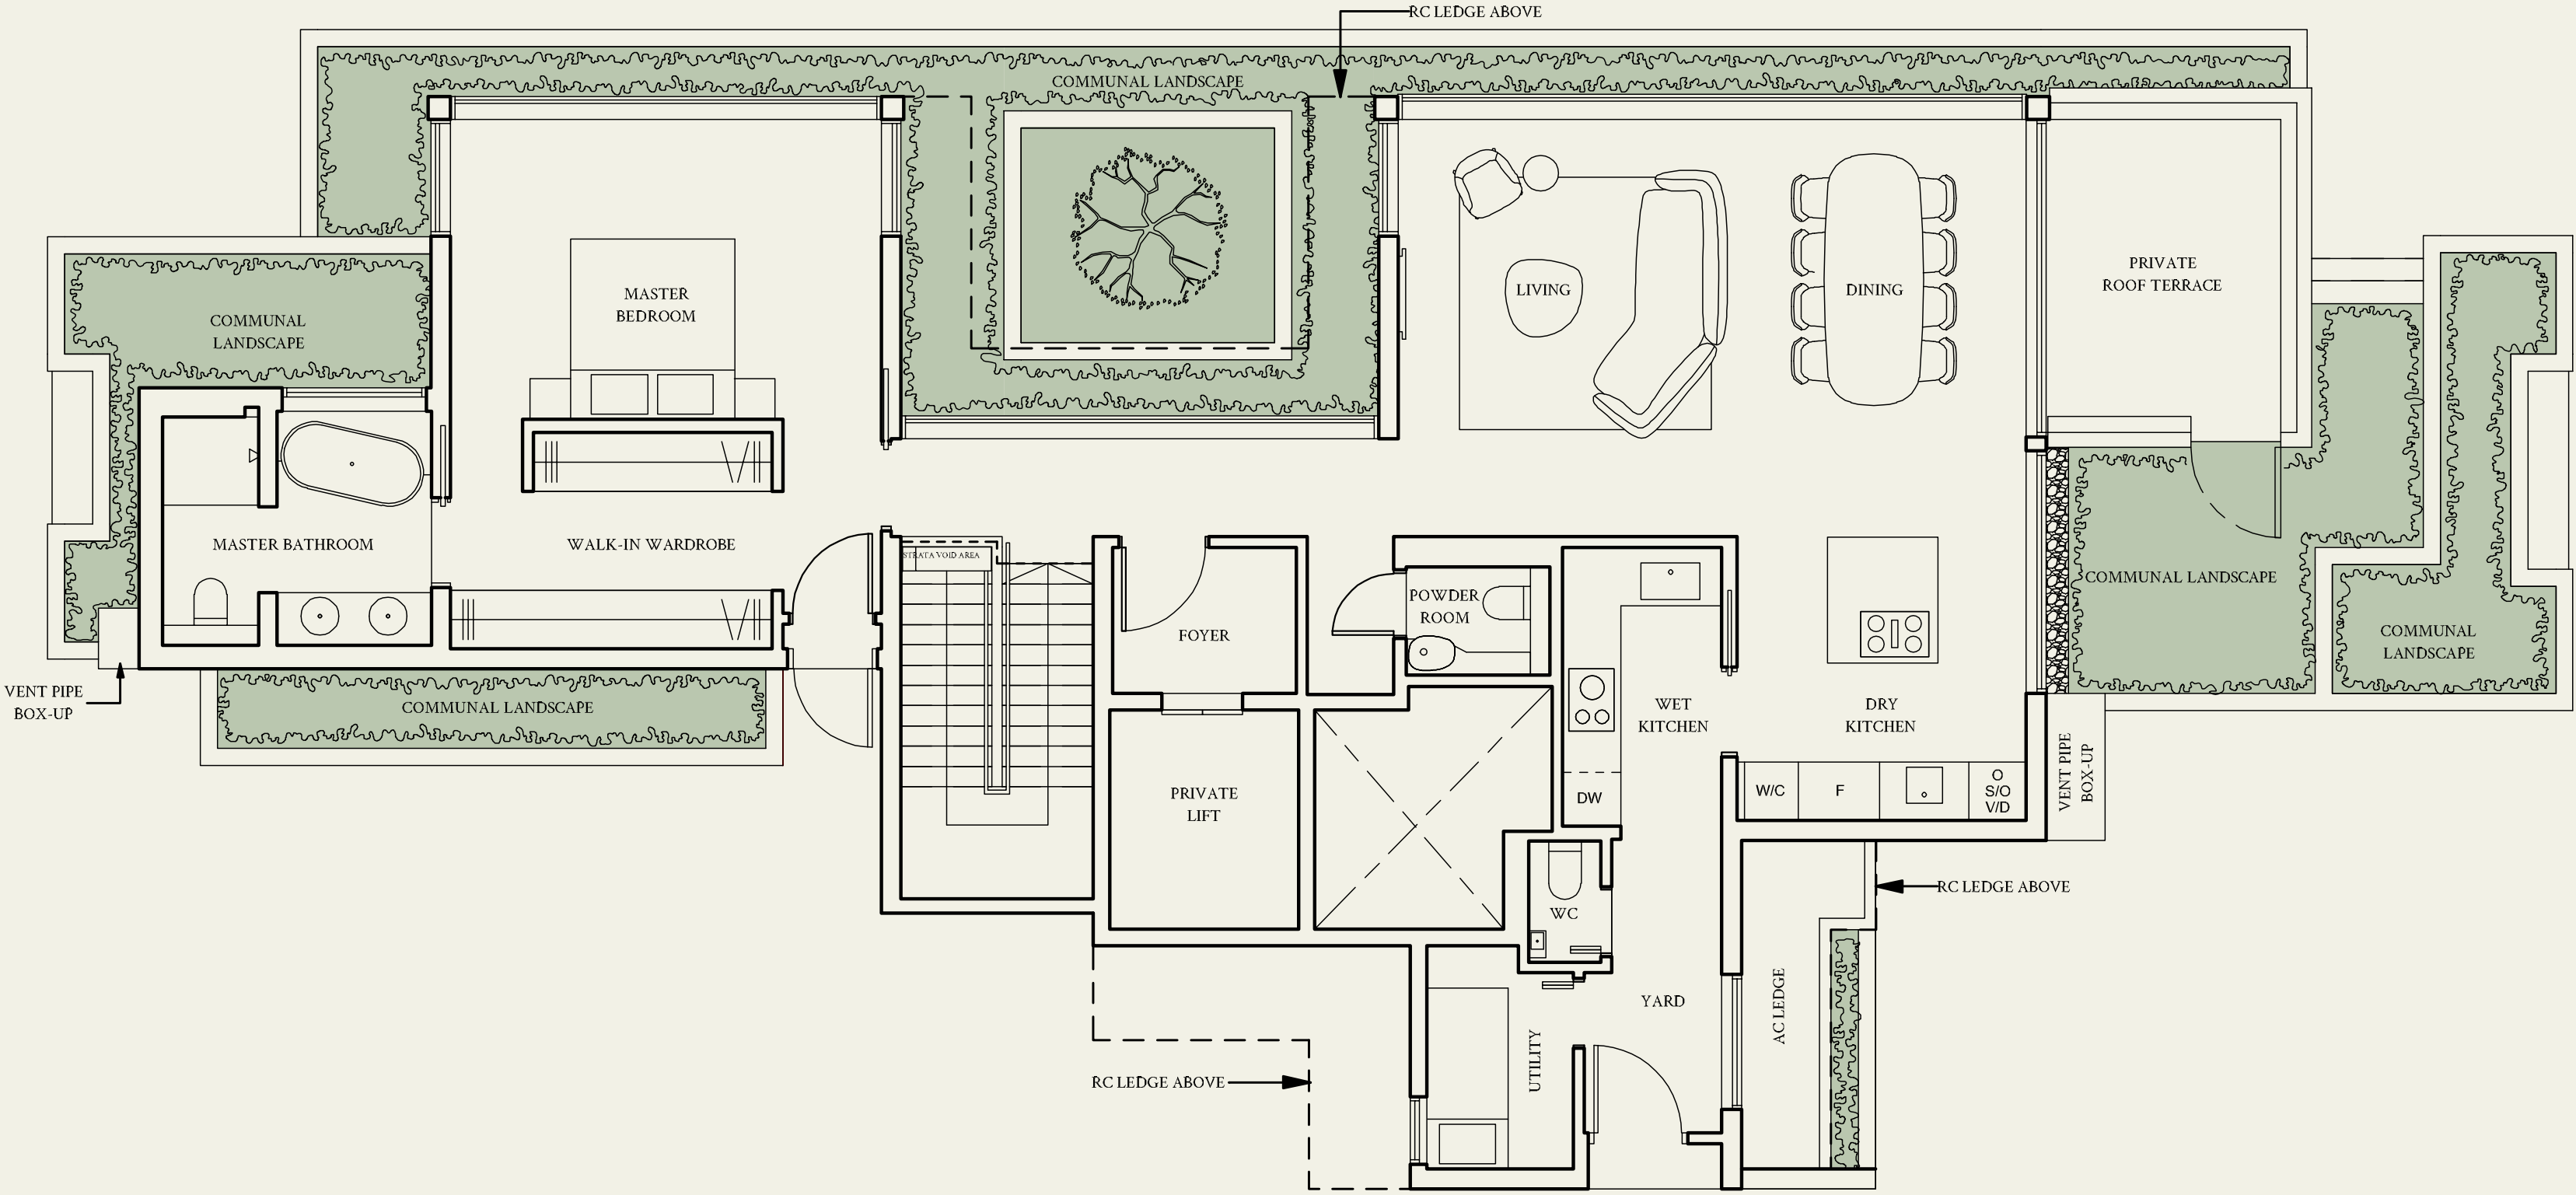 RC LEDGE ABOVE
COMMUNAL LANDSCAPE
PRIVATE
ROOF TERRACE
MASTER
BEDROOM
LIVING
DINING
COMMUNAL
LANDSCAPE
MASTER BATHROOM
WALK-IN WARDROBE
STRATA VOID AREA
FOYER
POWDER
ROOM
COMMUNAL LANDSCAPE
COMMUNAL
LANDSCAPE
VENT PIPE
BOX-UP
COMMUNAL LANDSCAPE
WET
KITCHEN
DRY
KITCHEN
VENT PIPE
BOX-UP
PRIVATE
LIFT
DW
W/C
F
O
S/O
V/D
RC LEDGE ABOVE
WC
YARD
AC LEDGE
UTILITY
RC LEDGE ABOVE